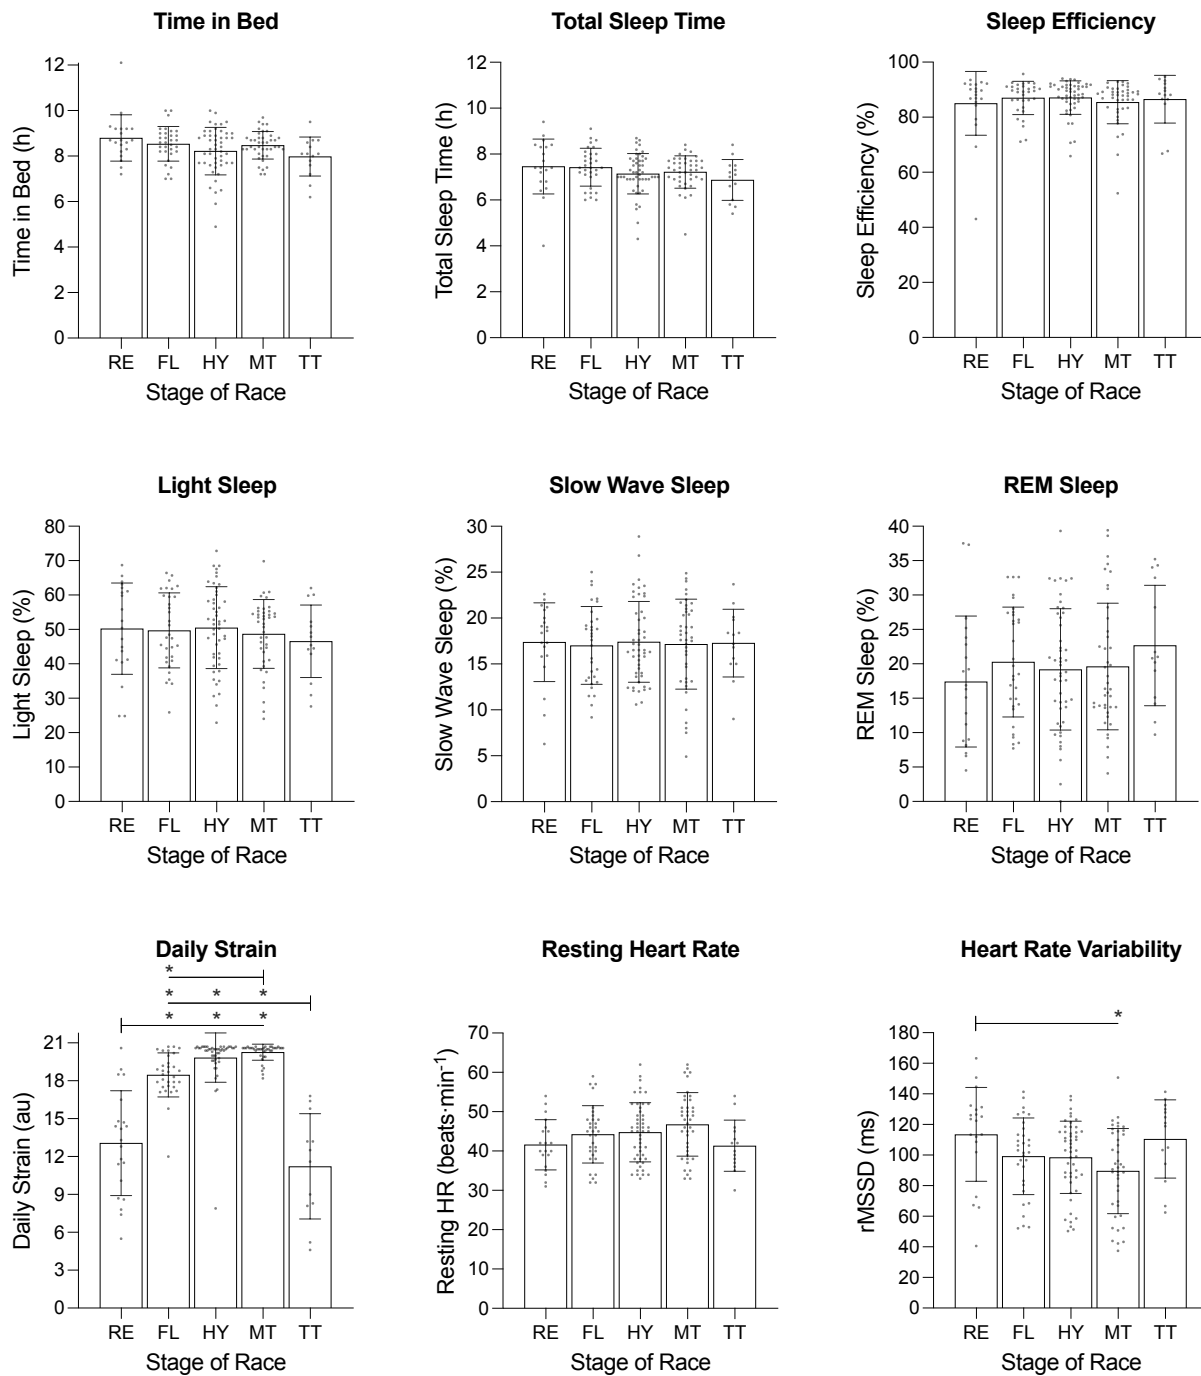 Time in Bed
Time in Bed (h)
12
10
8
6
4
2
0
RE FL HY MT TT
Stage of Race
Total Sleep Time
Total Sleep Time (h)
12
10
8
6
4
2
0
RE FL HY MT TT
Stage of Race
Sleep Efficiency
Sleep Efficiency (%)
100
80
60
40
20
0
RE FL HY MT TT
Stage of Race
Light Sleep
Light Sleep (%)
80
70
60
50
40
30
20
10
0
RE FL HY MT TT
Stage of Race
Slow Wave Sleep
Slow Wave Sleep (%)
30
25
20
15
10
5
0
RE FL HY MT TT
Stage of Race
REM Sleep
REM Sleep (%)
40
35
30
25
20
15
10
5
0
RE FL HY MT TT
Stage of Race
Daily Strain
*
* * *
* * *
Daily Strain (au)
21
18
15
12
9
6
3
0
RE FL HY MT TT
Stage of Race
Resting Heart Rate
Resting HR (beats·min⁻¹)
70
60
50
40
30
20
10
0
RE FL HY MT TT
Stage of Race
Heart Rate Variability
*
rMSSD (ms)
180
160
140
120
100
80
60
40
20
0
RE FL HY MT TT
Stage of Race